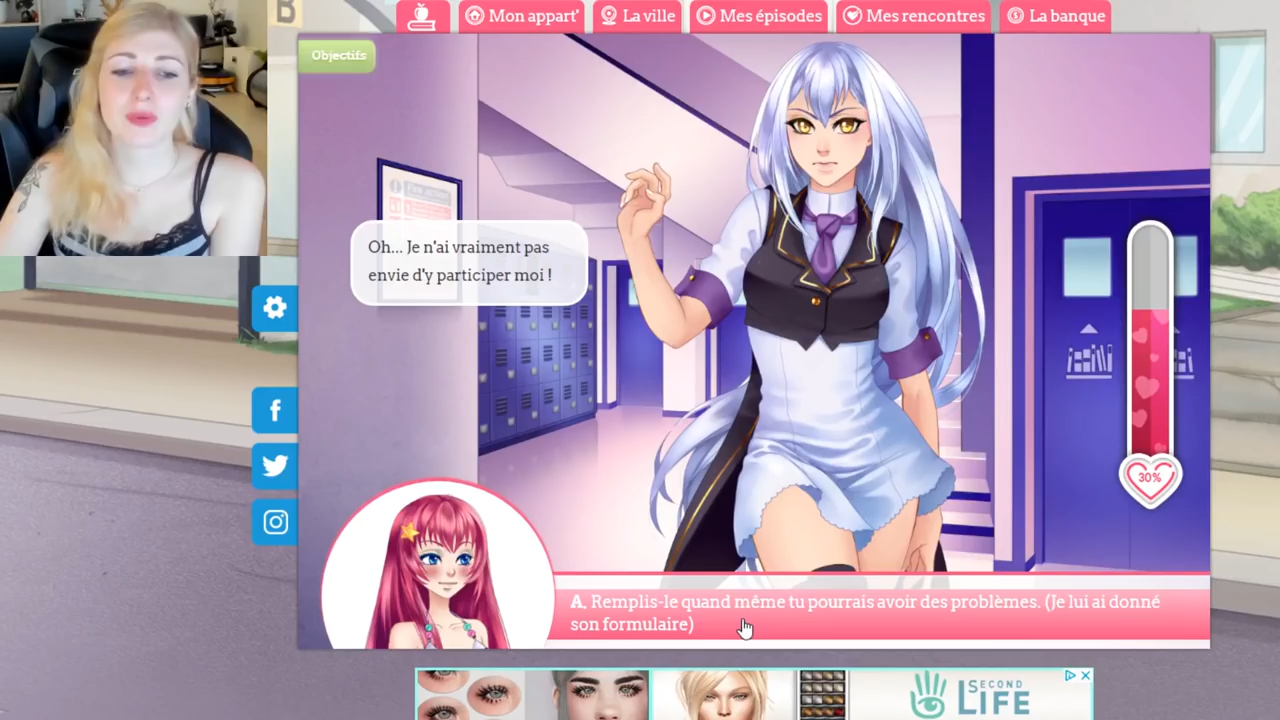 B
Mon appart'
La ville
Mes épisodes
Mes rencontres
La banque
Objectifs
Oh... Je n'ai vraiment pas
envie d'y participer moi !
30%
A. Remplis-le quand même tu pourrais avoir des problèmes. (Je lui ai donné
son formulaire)
SECOND
LIFE